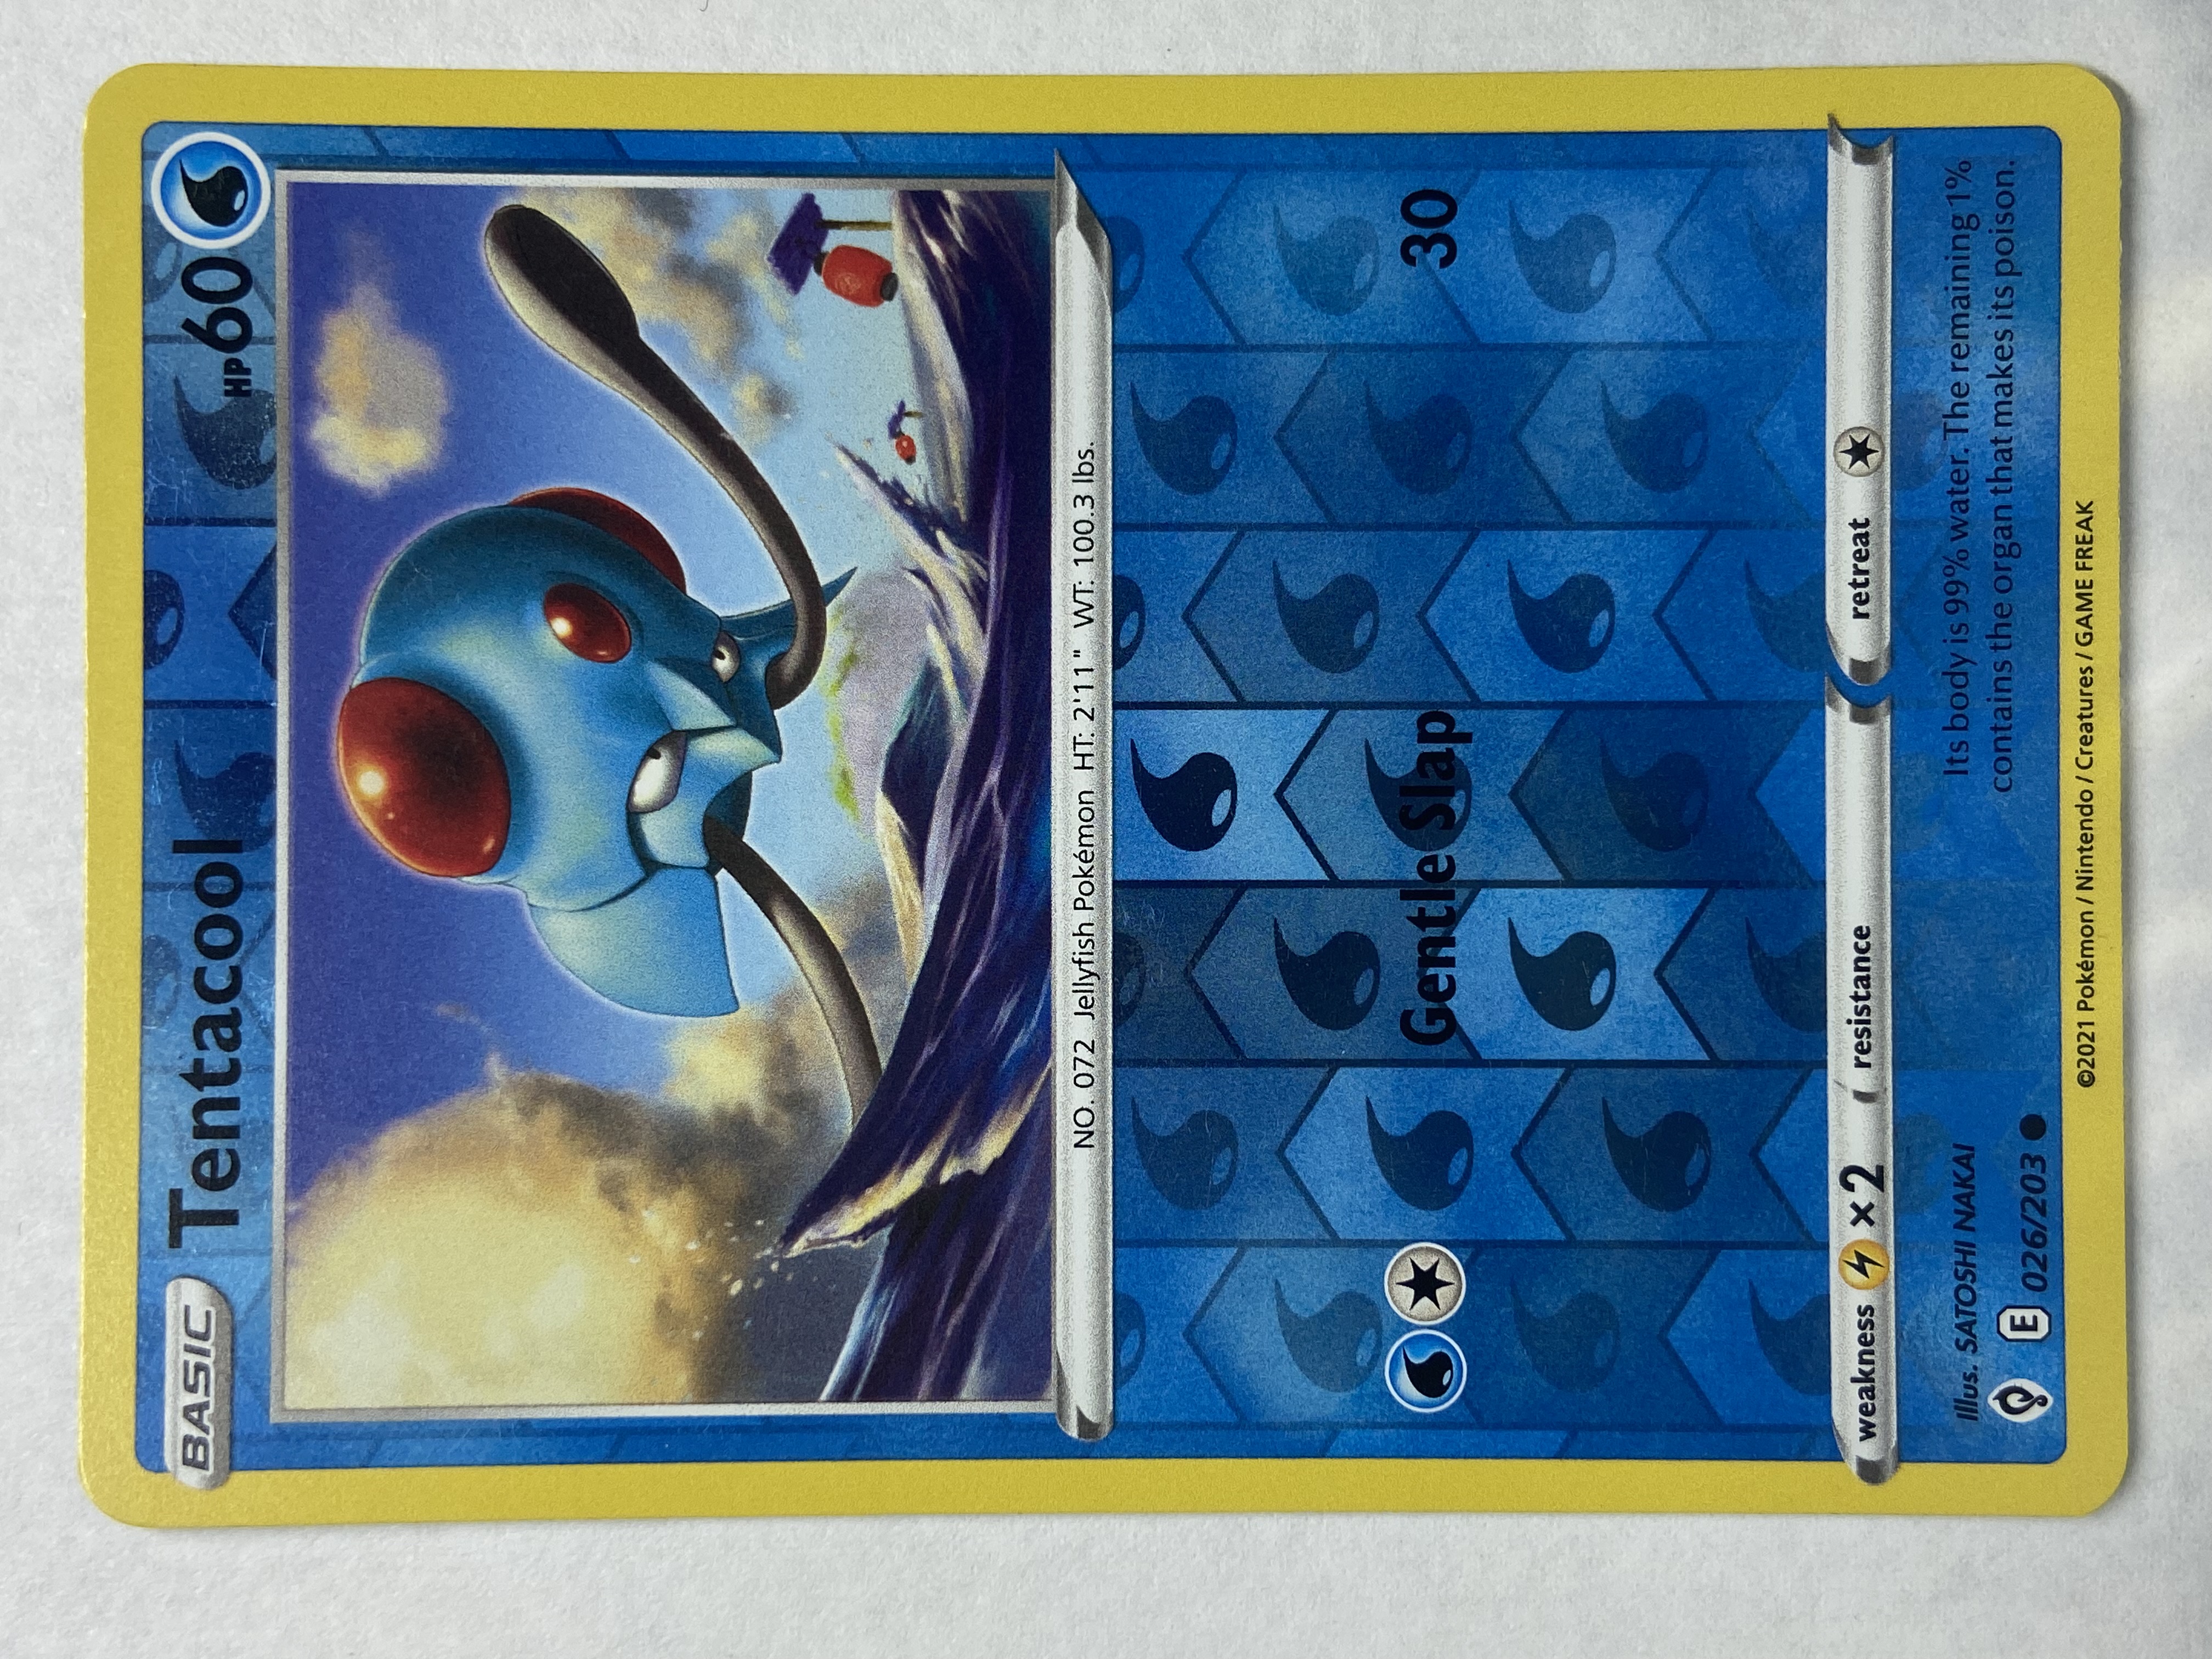 BASIC Tentacool HP60
NO. 072 Jellyfish Pokémon HT: 2'11" WT: 100.3 lbs.
Gentle Slap 30
weakness ×2 resistance retreat
Illus. SATOSHI NAKAI
Its body is 99% water. The remaining 1%
contains the organ that makes its poison.
E 026/203
©2021 Pokémon / Nintendo / Creatures / GAME FREAK